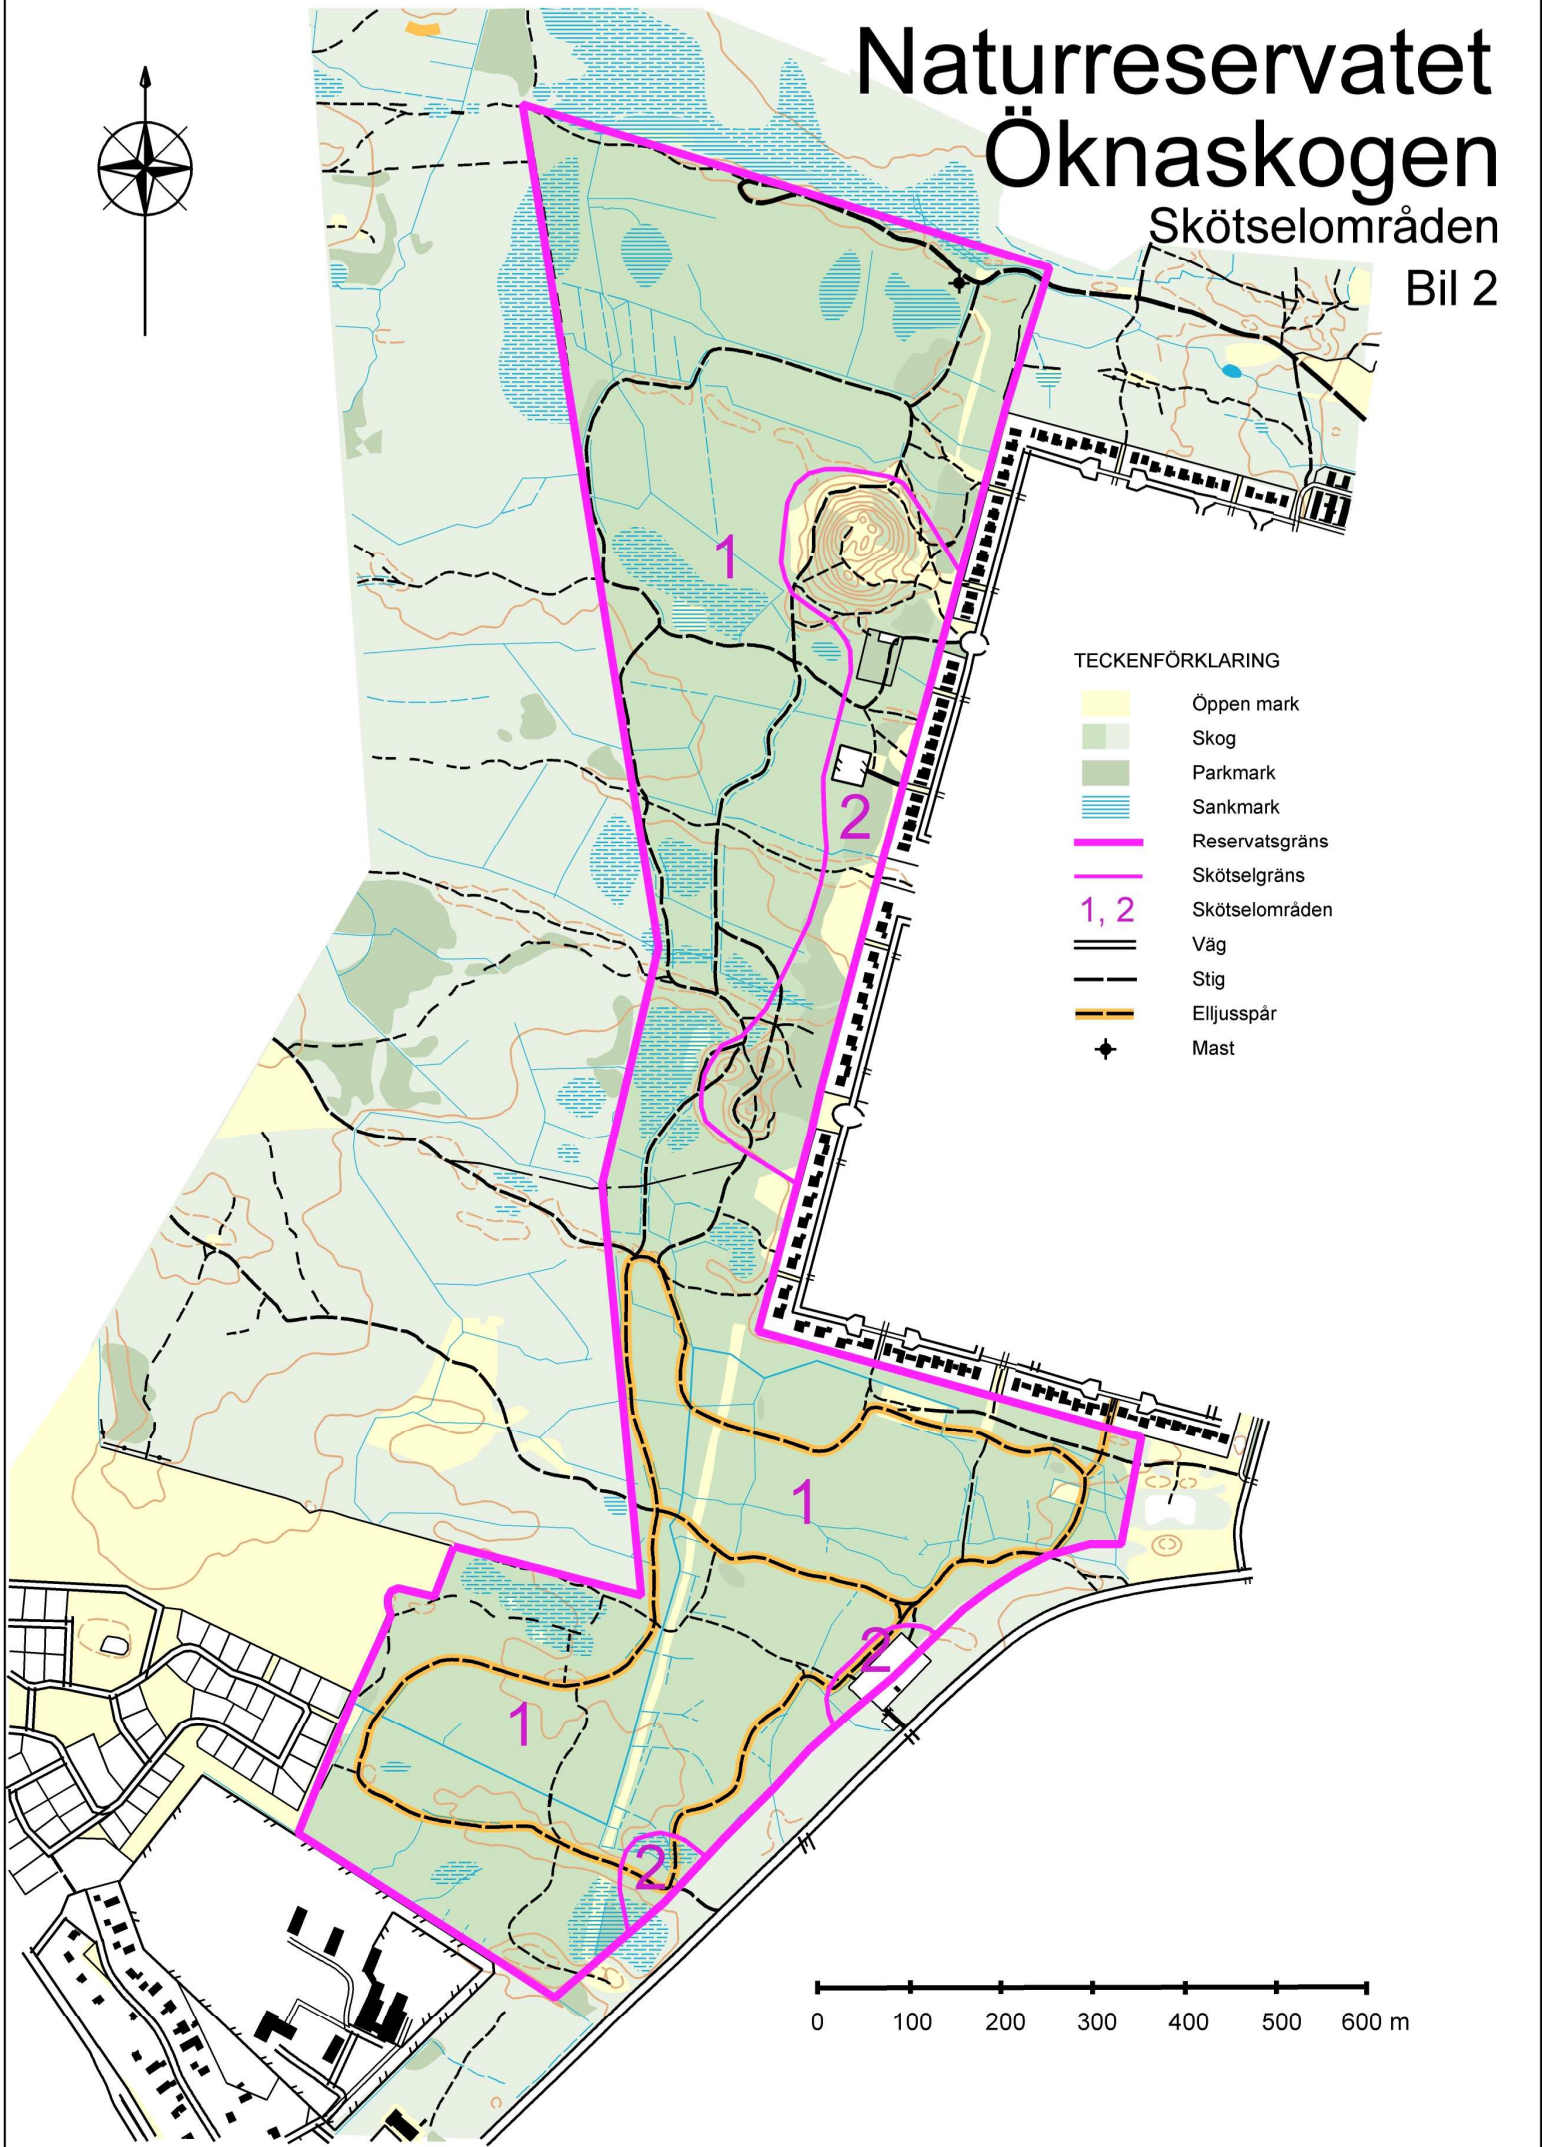 Naturreservatet
Öknaskogen
Skötselområden
Bil 2
1
2
TECKENFÖRKLARING
Öppen mark
Skog
Parkmark
Sankmark
Reservatsgräns
Skötselgräns
1, 2 Skötselområden
Väg
Stig
Elljusspår
Mast
1
2
1
2
0 100 200 300 400 500 600 m